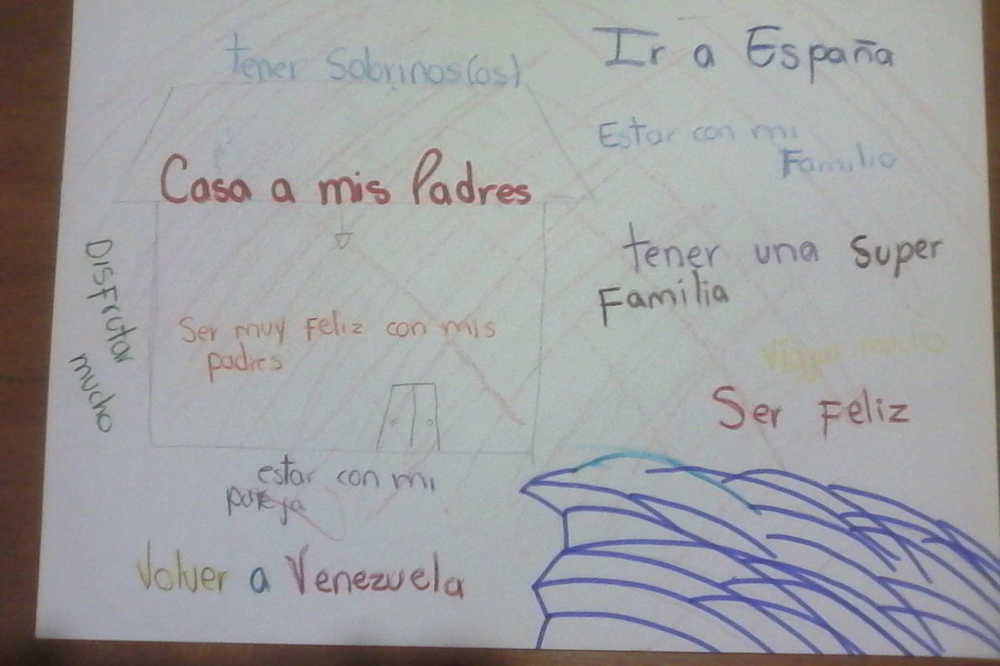 tener Sobrinos(as)
Ir a España
Estar con mi
Familia
Casa a mis Padres
tener una super
Familia
Disfrutar
mucho
Ser muy Feliz con mis
padres
viajar mucho
Ser Feliz
estar con mi
pareja
Volver a Venezuela